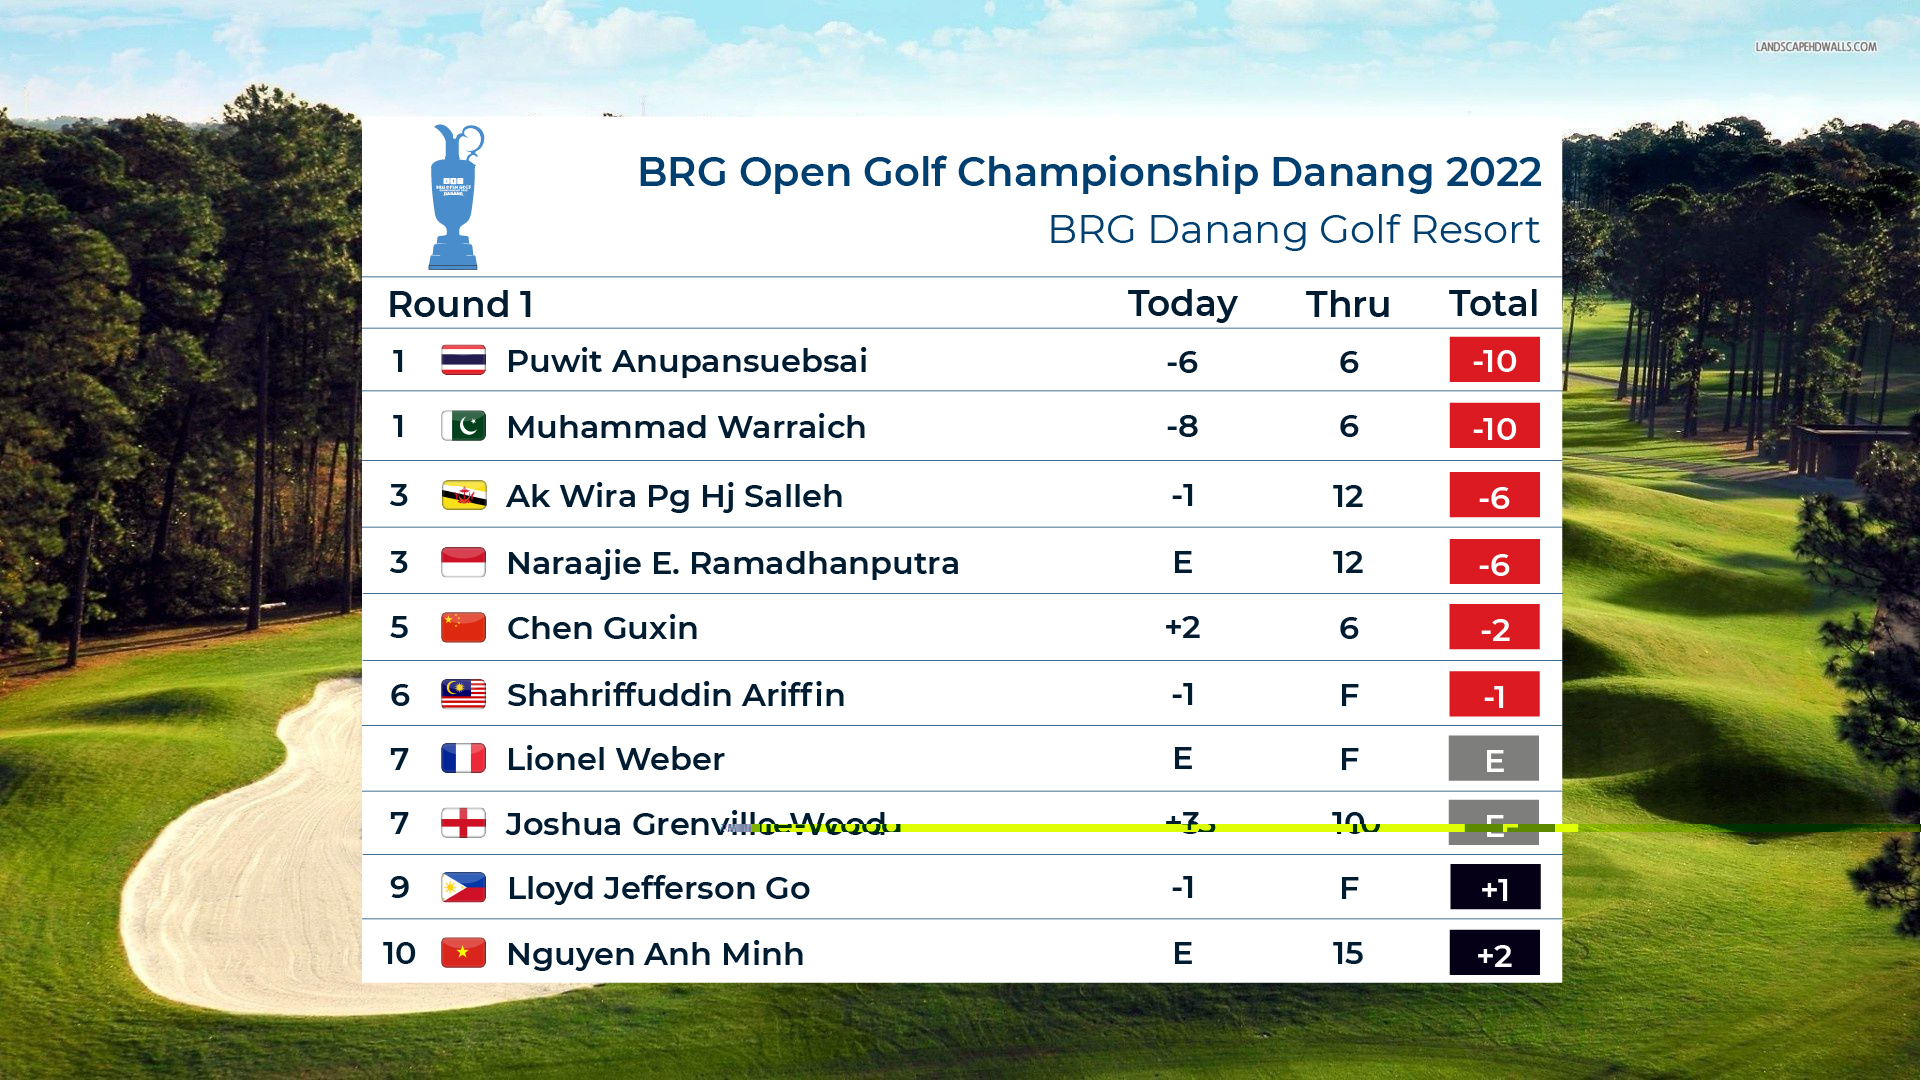 LANDSCAPEHDWALLS.COM
BRG Open Golf Championship Danang 2022
BRG Danang Golf Resort
Round 1 Today Thru Total
1 Puwit Anupansuebsai -6 6 -10
1 Muhammad Warraich -8 6 -10
3 Ak Wira Pg Hj Salleh -1 12 -6
3 Naraajie E. Ramadhanputra E 12 -6
5 Chen Guxin +2 6 -2
6 Shahriffuddin Ariffin -1 F -1
7 Lionel Weber E F E
7 Joshua Grenville-Wood +3 10 E
9 Lloyd Jefferson Go -1 F +1
10 Nguyen Anh Minh E 15 +2